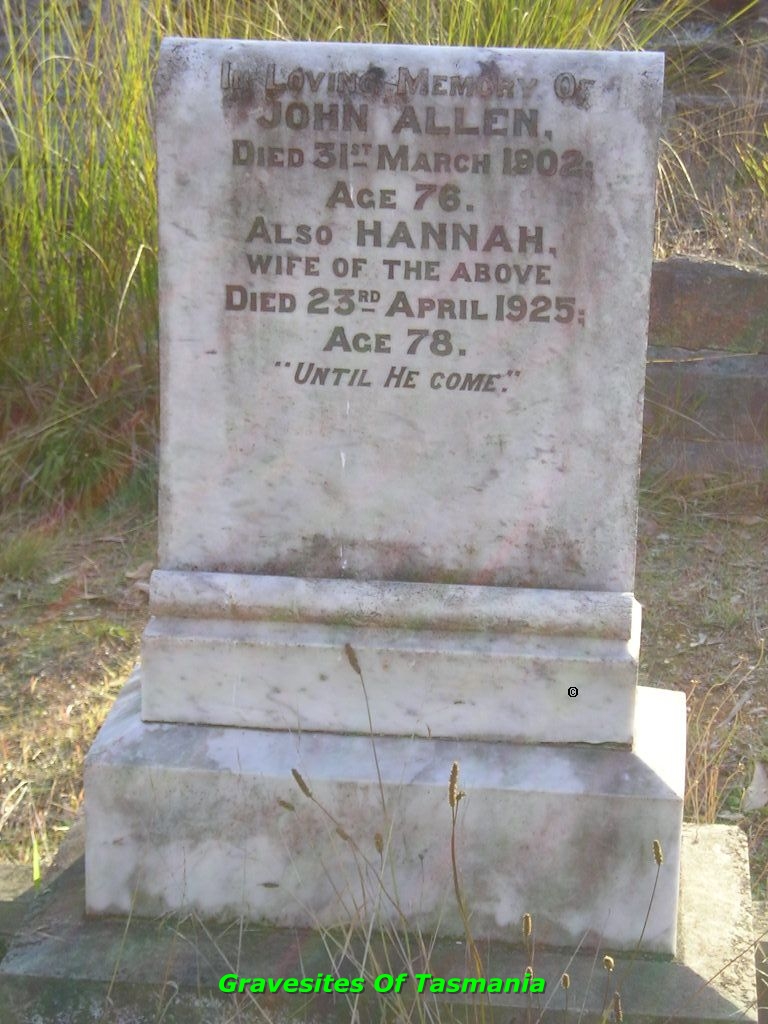 In Loving Memory Of
JOHN ALLEN,
Died 31ST March 1902;
Age 76.
Also HANNAH,
WIFE OF THE ABOVE
Died 23RD April 1925;
Age 78.
"Until He come."
©
Gravesites Of Tasmania